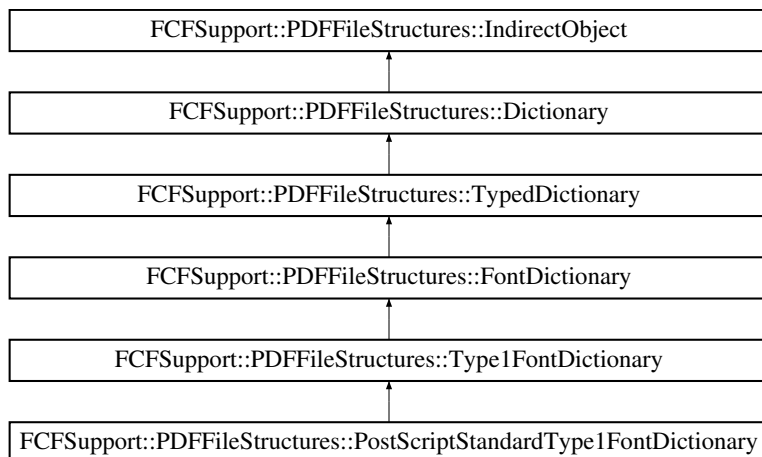 FCFSupport::PDFFileStructures::IndirectObject
FCFSupport::PDFFileStructures::Dictionary
FCFSupport::PDFFileStructures::TypedDictionary
FCFSupport::PDFFileStructures::FontDictionary
FCFSupport::PDFFileStructures::Type1FontDictionary
FCFSupport::PDFFileStructures::PostScriptStandardType1FontDictionary